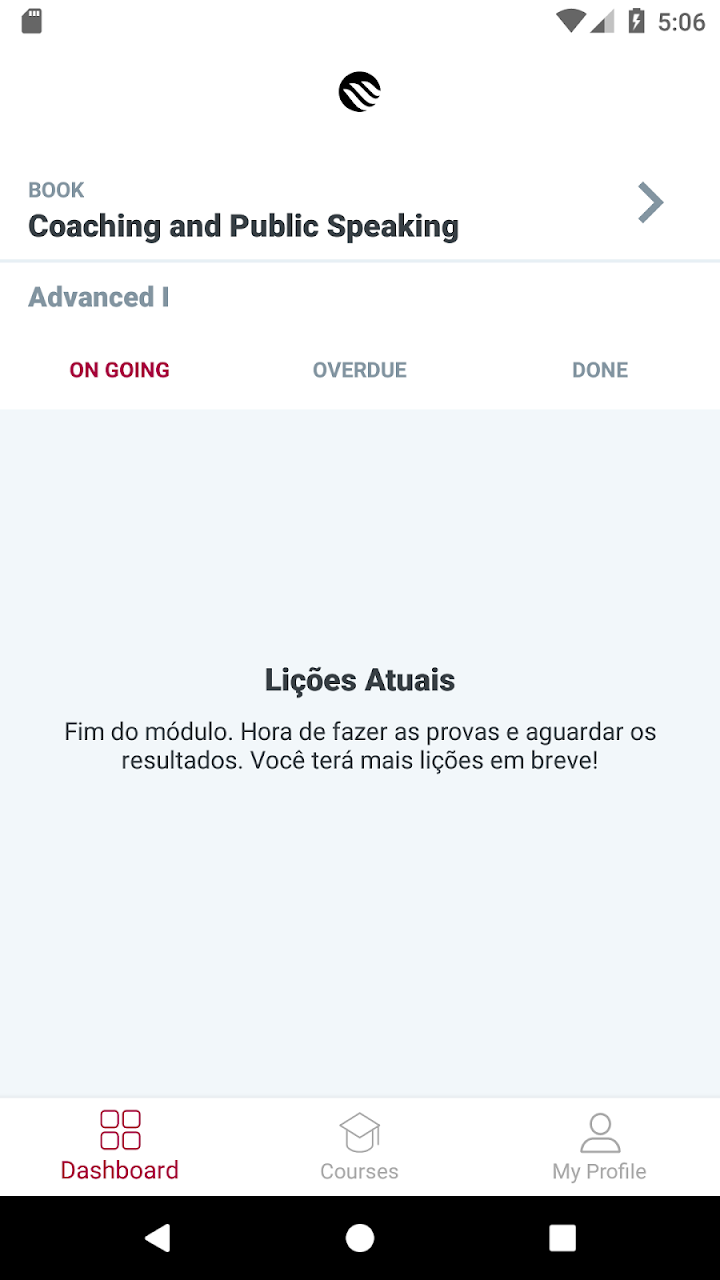 5:06
BOOK
Coaching and Public Speaking
Advanced I
ON GOING
OVERDUE
DONE
Lições Atuais
Fim do módulo. Hora de fazer as provas e aguardar os
resultados. Você terá mais lições em breve!
Dashboard
Courses
My Profile